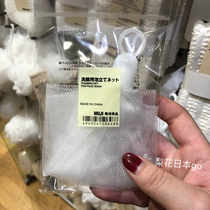 洗顔用泡立てネット
FOAMING NET
FOR FACE WASH
MADE IN CHINA
MUJI 無印良品
梨花日本go